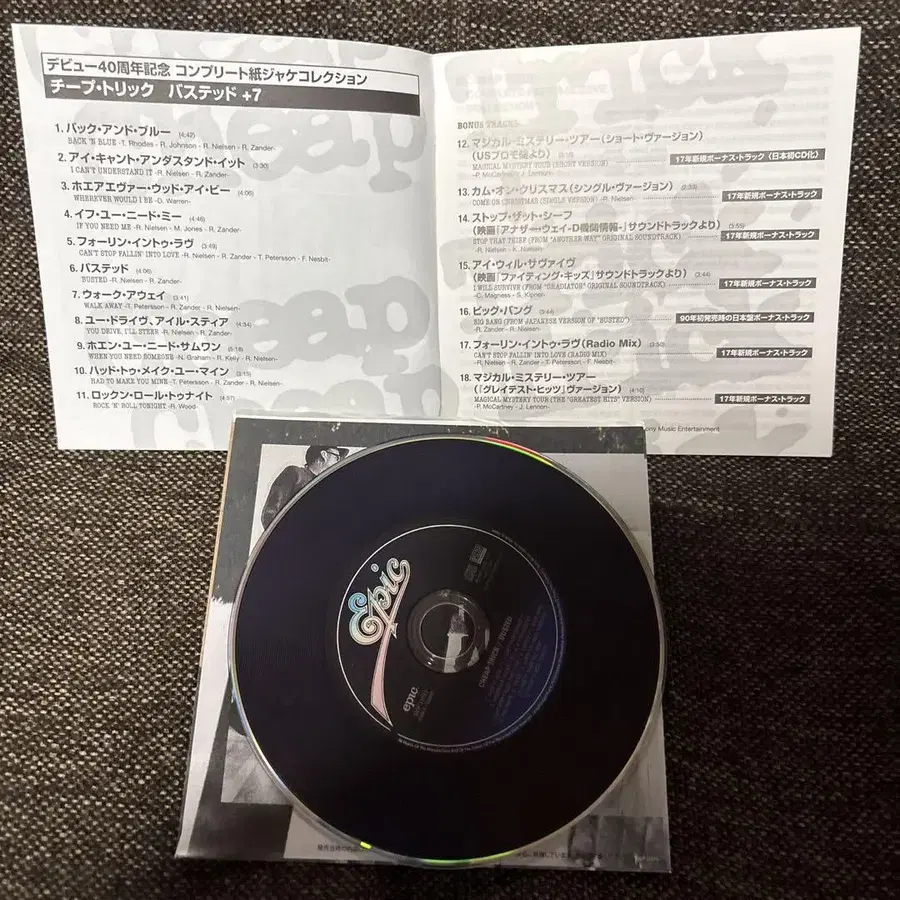 デビュー40周年記念 コンプリート紙ジャケコレクション
チープ・トリック バステッド +7
1. バック・アンド・ブルー (4:42)
BACK 'N BLUE -T. Rhodes - R. Johnson - R. Nielsen - R. Zander-
2. アイ・キャント・アンダスタンド・イット (3:30)
I CAN'T UNDERSTAND IT -R. Nielsen - R. Zander-
3. ホエアエヴァー・ウッド・アイ・ビー (4:06)
WHEREVER WOULD I BE -D. Warren-
4. イフ・ユー・ニード・ミー (4:46)
IF YOU NEED ME -R. Nielsen - M. Jones - R. Zander-
5. フォーリン・イントゥ・ラヴ (3:49)
CAN'T STOP FALLIN' INTO LOVE -R. Nielsen - R. Zander - T. Petersson - F. Nesbit-
6. バステッド (4:06)
BUSTED -R. Nielsen - R. Zander-
7. ウォーク・アウェイ (3:41)
WALK AWAY -T. Petersson - R. Zander - R. Nielsen-
8. ユー・ドライヴ、アイル・スティア (4:34)
YOU DRIVE, I'LL STEER -R. Nielsen - R. Zander-
9. ホエン・ユー・ニード・サムワン (5:18)
WHEN YOU NEED SOMEONE -N. Graham - R. Kelly - R. Nielsen-
10. ハッド・トゥ・メイク・ユー・マイン (3:15)
HAD TO MAKE YOU MINE -T. Petersson - R. Zander - R. Nielsen-
11. ロックン・ロール・トゥナイト (4:57)
ROCK 'N' ROLL TONIGHT -R. Wood-
BONUS TRACKS
12. マジカル・ミステリー・ツアー(ショート・ヴァージョン)
(USプロモ盤より)
17年新規ボーナス・トラック(日本初CD化)
MAGICAL MYSTERY TOUR (SHORT VERSION)
-P. McCartney - J. Lennon-
13. カム・オン・クリスマス(シングル・ヴァージョン) (2:33)
COME ON CHRISTMAS (SINGLE VERSION) -R. Nielsen-
17年新規ボーナス・トラック
14. ストップ・ザット・シーフ
(映画『アナザー・ウェイ-D機関情報-』サウンドトラックより) (3:59)
STOP THAT THIEF (FROM "ANOTHER WAY" ORIGINAL SOUNDTRACK)
-R. Nielsen - K. Nielsen-
17年新規ボーナス・トラック
15. アイ・ウィル・サヴァイヴ
(映画『ファイティング・キッズ』サウンドトラックより) (3:44)
I WILL SURVIVE (FROM "GRADIATOR" ORIGINAL SOUNDTRACK)
-C. Magness - S. Kipner-
17年新規ボーナス・トラック
16. ビッグ・バング (3:44)
BIG BANG (FROM JAPANESE VERSION OF "BUSTED")
-R. Zander - R. Nielsen-
90年初発売時の日本盤ボーナス・トラック
17. フォーリン・イントゥ・ラヴ(Radio Mix) (3:50)
CAN'T STOP FALLIN' INTO LOVE (RADIO MIX)
-R. Nielsen - R. Zander - T. Petersson - F. Nesbit-
17年新規ボーナス・トラック
18. マジカル・ミステリー・ツアー
(『グレイテスト・ヒッツ』ヴァージョン) (4:10)
MAGICAL MYSTERY TOUR (THE "GREATEST HITS" VERSION)
-P. McCartney - J. Lennon-
17年新規ボーナス・トラック
ony Music Entertainment
Epic
epic
CHEAP TRICK / BUSTED